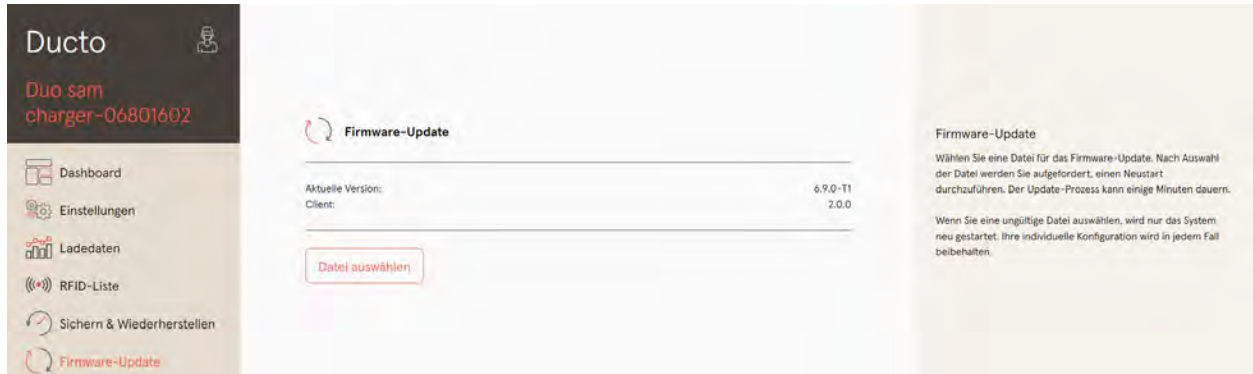 Ducto
Duo sam
charger-06801602
Dashboard
Einstellungen
Ladedaten
RFID-Liste
Sichern & Wiederherstellen
Firmware-Update
Firmware-Update
Aktuelle Version: 6.9.0-T1
Client: 2.0.0
Datei auswählen
Firmware-Update
Wählen Sie eine Datei für das Firmware-Update. Nach Auswahl
der Datei werden Sie aufgefordert, einen Neustart
durchzuführen. Der Update-Prozess kann einige Minuten dauern.
Wenn Sie eine ungültige Datei auswählen, wird nur das System
neu gestartet. Ihre individuelle Konfiguration wird in jedem Fall
beibehalten.